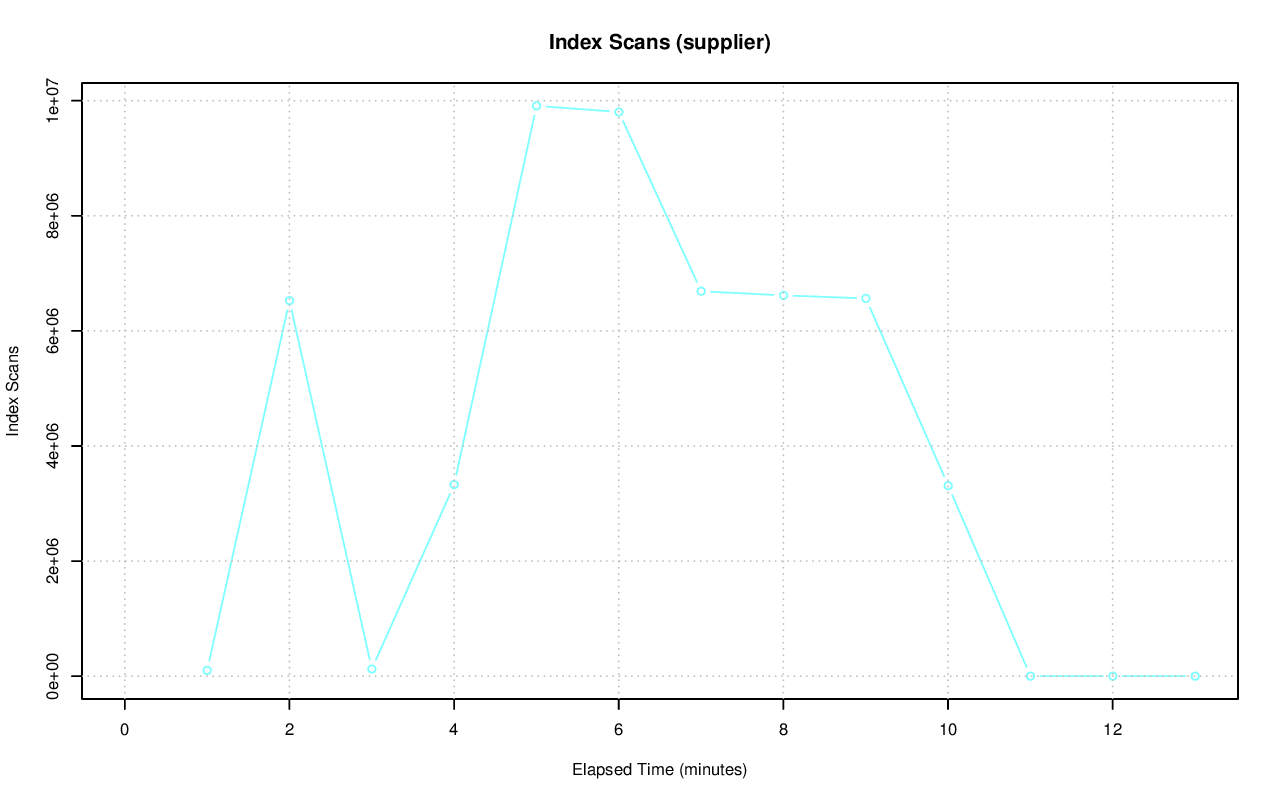 Index Scans (supplier)
1e+07
8e+06
6e+06
4e+06
2e+06
0e+00
Index Scans
0 2 4 6 8 10 12
Elapsed Time (minutes)